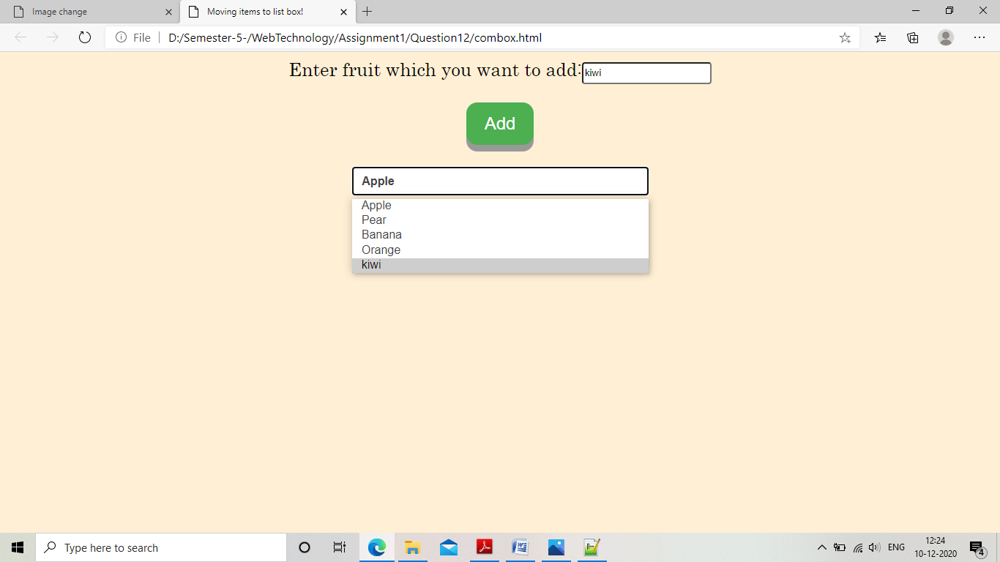 Image change
Moving items to list box!
File
D:/Semester-5-/WebTechnology/Assignment1/Question12/combox.html
Enter fruit which you want to add: kiwi
Add
Apple
Apple
Pear
Banana
Orange
kiwi
Type here to search
ENG
12:24
10-12-2020
4